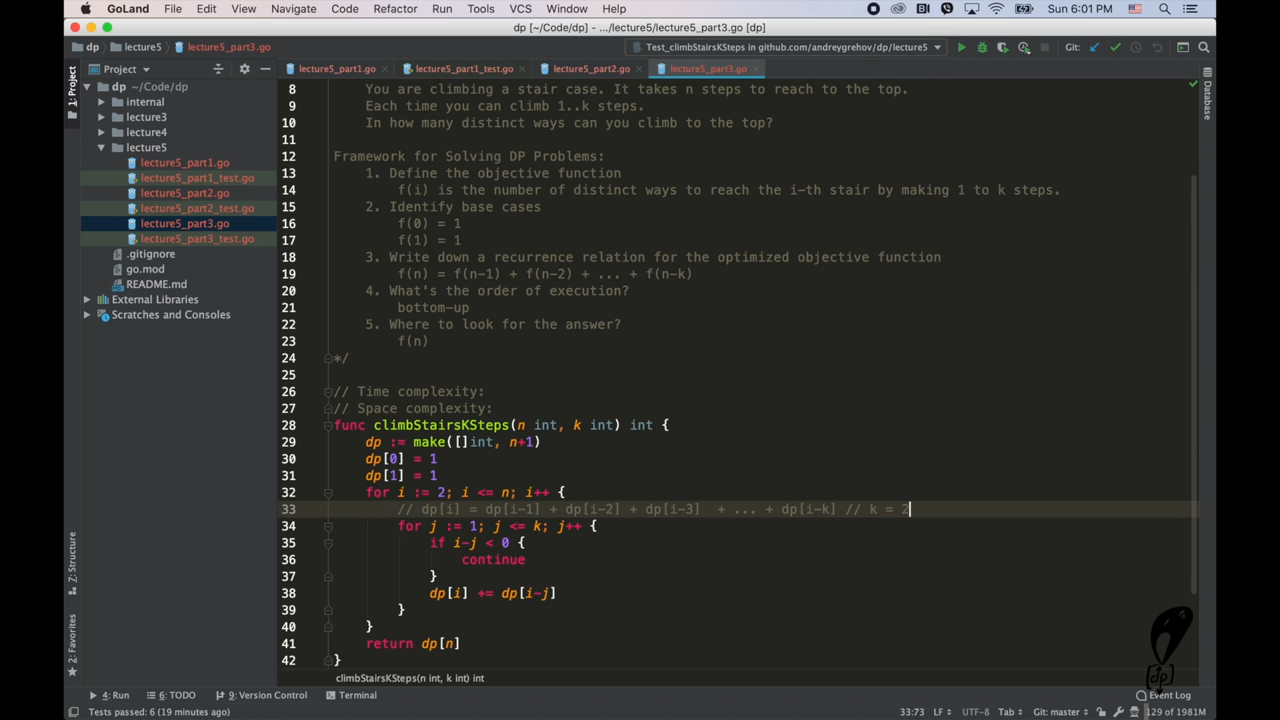 GoLand File Edit View Navigate Code Refactor Run Tools VCS Window Help Sun 6:01 PM
dp [~/Code/dp] - .../lecture5/lecture5_part3.go [dp]
dp lecture5 lecture5_part3.go Test_climbStairsKSteps in github.com/andreygrehov/dp/lecture5 Git:
Project lecture5_part1.go lecture5_part1_test.go lecture5_part2.go lecture5_part3.go
1: Project
Database
dp ~/Code/dp
internal
lecture3
lecture4
lecture5
lecture5_part1.go
lecture5_part1_test.go
lecture5_part2.go
lecture5_part2_test.go
lecture5_part3.go
lecture5_part3_test.go
.gitignore
go.mod
README.md
External Libraries
Scratches and Consoles
7: Structure
2: Favorites
8 You are climbing a stair case. It takes n steps to reach to the top.
9 Each time you can climb 1..k steps.
10 In how many distinct ways can you climb to the top?
11
12 Framework for Solving DP Problems:
13 1. Define the objective function
14 f(i) is the number of distinct ways to reach the i-th stair by making 1 to k steps.
15 2. Identify base cases
16 f(0) = 1
17 f(1) = 1
18 3. Write down a recurrence relation for the optimized objective function
19 f(n) = f(n-1) + f(n-2) + ... + f(n-k)
20 4. What's the order of execution?
21 bottom-up
22 5. Where to look for the answer?
23 f(n)
24 */
25
26 // Time complexity:
27 // Space complexity:
28 func climbStairsKSteps(n int, k int) int {
29 dp := make([]int, n+1)
30 dp[0] = 1
31 dp[1] = 1
32 for i := 2; i <= n; i++ {
33 // dp[i] = dp[i-1] + dp[i-2] + dp[i-3]  + ... + dp[i-k] // k = 2
34 for j := 1; j <= k; j++ {
35 if i-j < 0 {
36 continue
37 }
38 dp[i] += dp[i-j]
39 }
40 }
41 return dp[n]
42 }
climbStairsKSteps(n int, k int) int
[dp]
4: Run 6: TODO 9: Version Control Terminal Event Log
Tests passed: 6 (19 minutes ago) 33:73 LF UTF-8 Tab Git: master 129 of 1981M